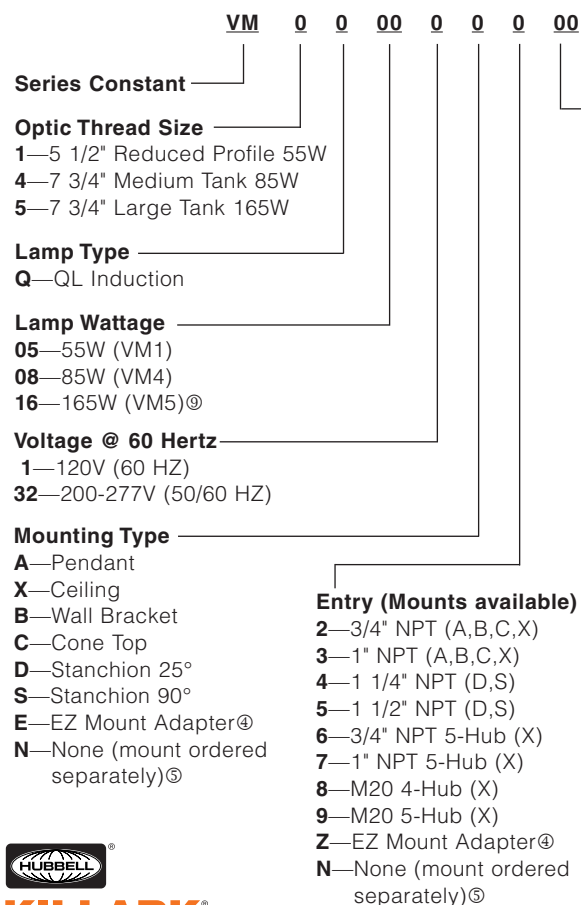 VM 0 0 00 0 0 0 00
Series Constant
Optic Thread Size
1—5 1/2" Reduced Profile 55W
4—7 3/4" Medium Tank 85W
5—7 3/4" Large Tank 165W
Lamp Type
Q—QL Induction
Lamp Wattage
05—55W (VM1)
08—85W (VM4)
16—165W (VM5)⑨
Voltage @ 60 Hertz
1—120V (60 HZ)
32—200-277V (50/60 HZ)
Mounting Type
A—Pendant
X—Ceiling
B—Wall Bracket
C—Cone Top
D—Stanchion 25°
S—Stanchion 90°
E—EZ Mount Adapter④
N—None (mount ordered
separately)⑤
Entry (Mounts available)
2—3/4" NPT (A,B,C,X)
3—1" NPT (A,B,C,X)
4—1 1/4" NPT (D,S)
5—1 1/2" NPT (D,S)
6—3/4" NPT 5-Hub (X)
7—1" NPT 5-Hub (X)
8—M20 4-Hub (X)
9—M20 5-Hub (X)
Z—EZ Mount Adapter④
N—None (mount ordered
separately)⑤
HUBBELL®
KILLARK®